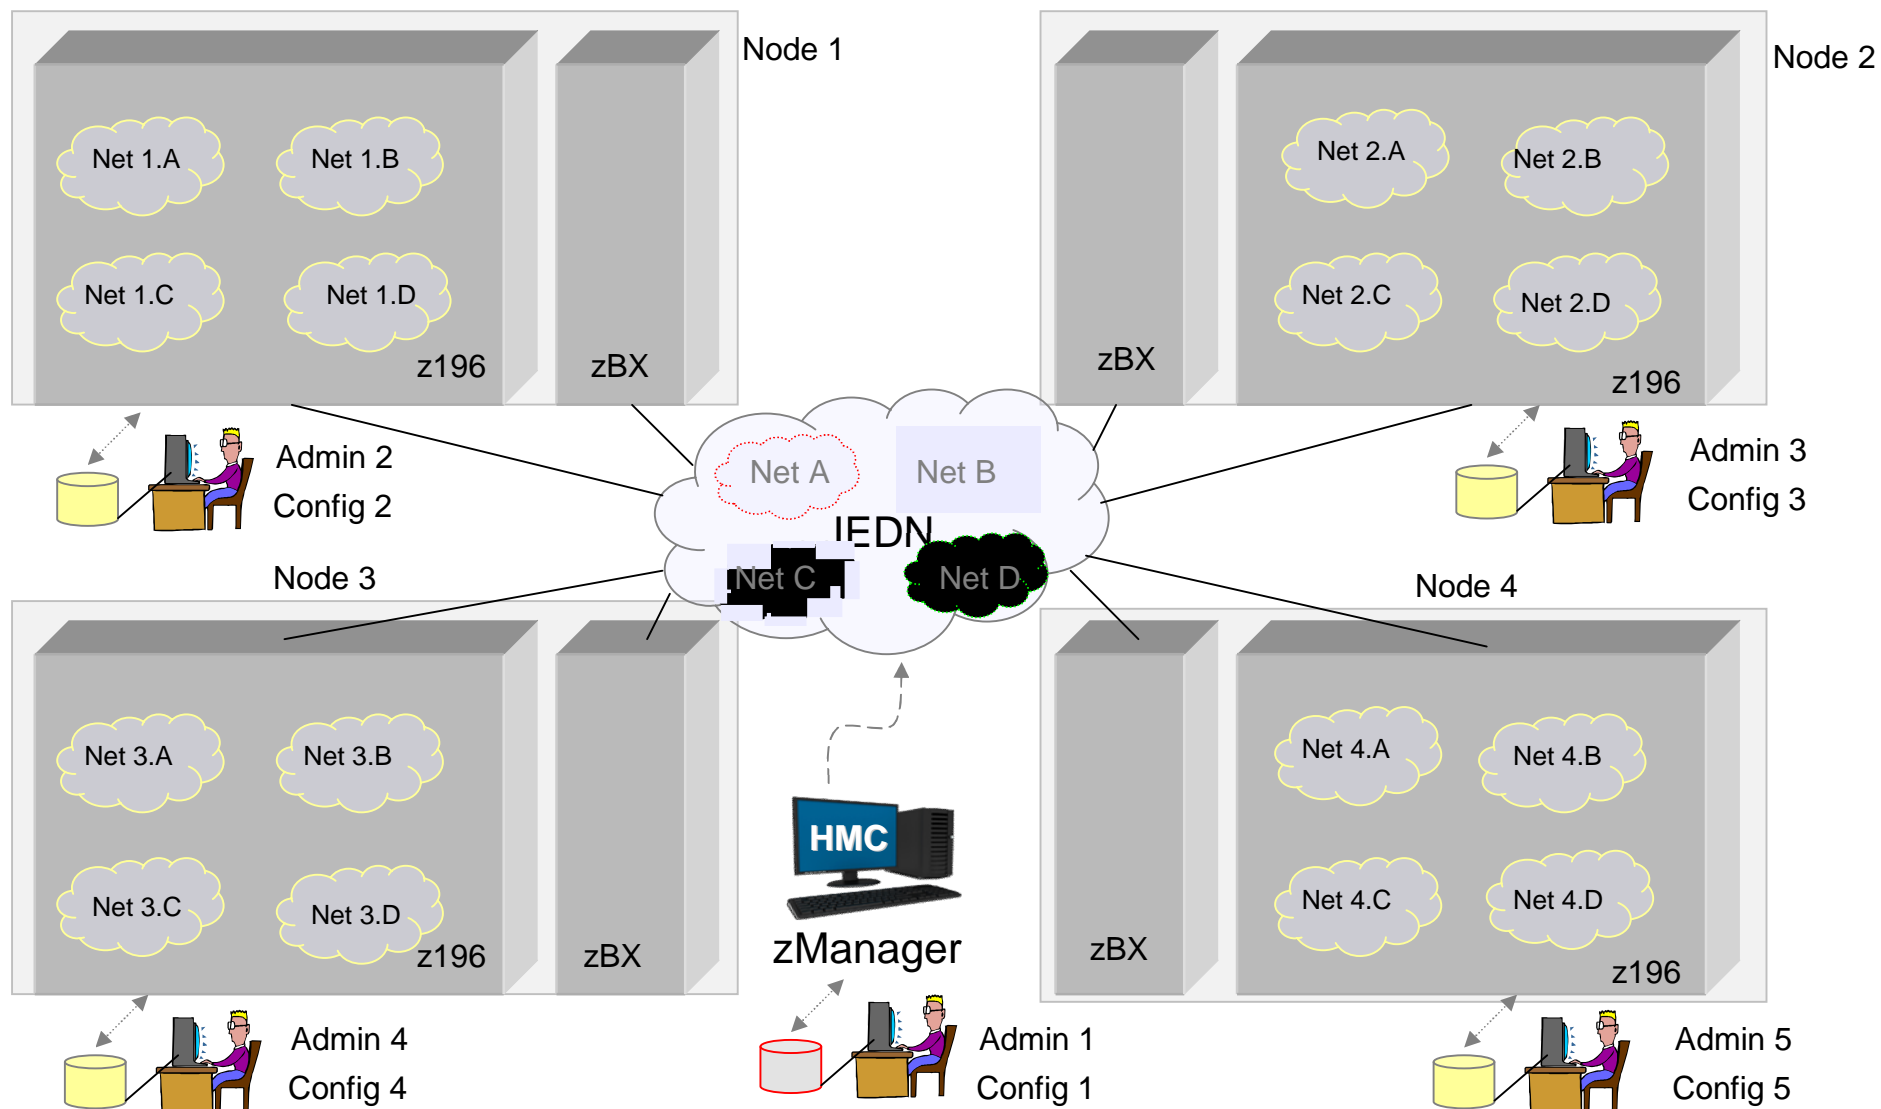 Node 1
Net 1.A
Net 1.B
Net 1.C
Net 1.D
z196
zBX
Node 2
Net 2.A
Net 2.B
Net 2.C
Net 2.D
zBX
z196
Admin 2
Config 2
Admin 3
Config 3
Net A
Net B
IEDN
Net C
Net D
Node 3
Net 3.A
Net 3.B
Net 3.C
Net 3.D
z196
zBX
Node 4
Net 4.A
Net 4.B
Net 4.C
Net 4.D
zBX
z196
HMC
zManager
Admin 4
Config 4
Admin 1
Config 1
Admin 5
Config 5